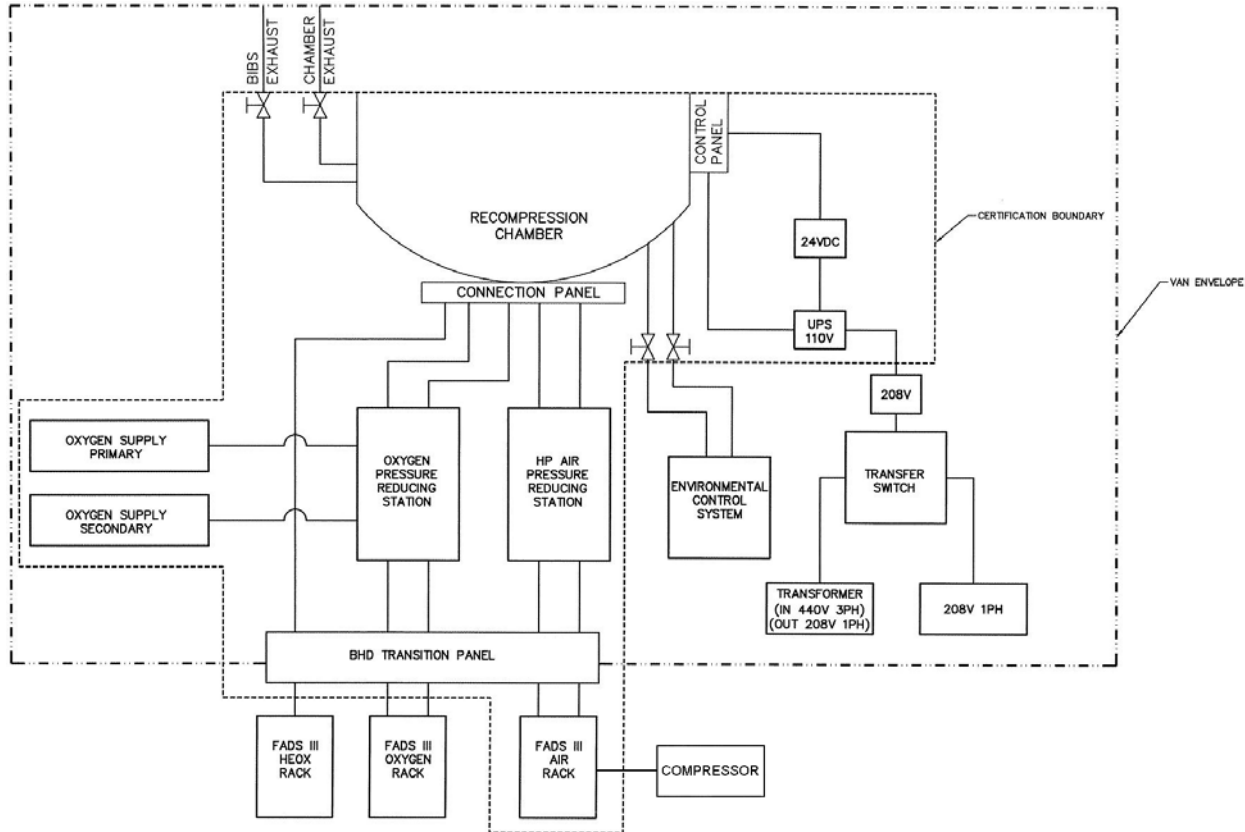 BIBS
EXHAUST
CHAMBER
EXHAUST
CONTROL
PANEL
RECOMPRESSION
CHAMBER
CERTIFICATION BOUNDARY
24VDC
VAN ENVELOPE
CONNECTION PANEL
UPS
110V
208V
OXYGEN SUPPLY
PRIMARY
OXYGEN
PRESSURE
REDUCING
STATION
HP AIR
PRESSURE
REDUCING
STATION
ENVIRONMENTAL
CONTROL
SYSTEM
TRANSFER
SWITCH
OXYGEN SUPPLY
SECONDARY
TRANSFORMER
(IN 440V 3PH)
(OUT 208V 1PH)
208V 1PH
BHD TRANSITION PANEL
FADS III
HEOX
RACK
FADS III
OXYGEN
RACK
FADS III
AIR
RACK
COMPRESSOR